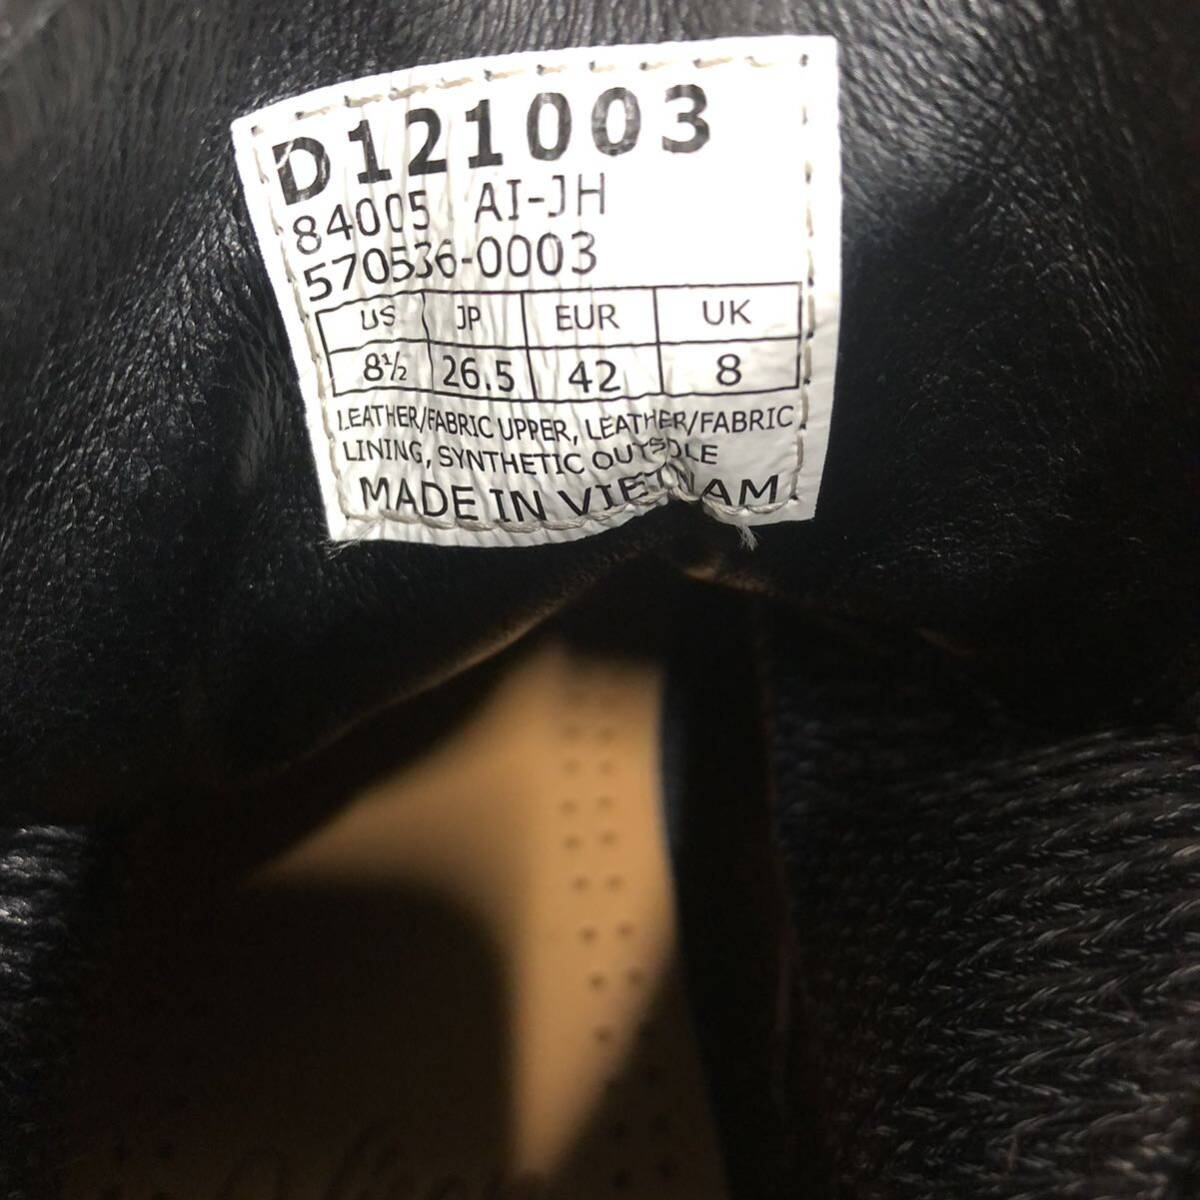 D121003
84005 AI-JH
570536-0003
US JP EUR UK
8½ 26.5 42 8
LEATHER/FABRIC UPPER, LEATHER/FABRIC
LINING, SYNTHETIC OUTSOLE
MADE IN VIETNAM